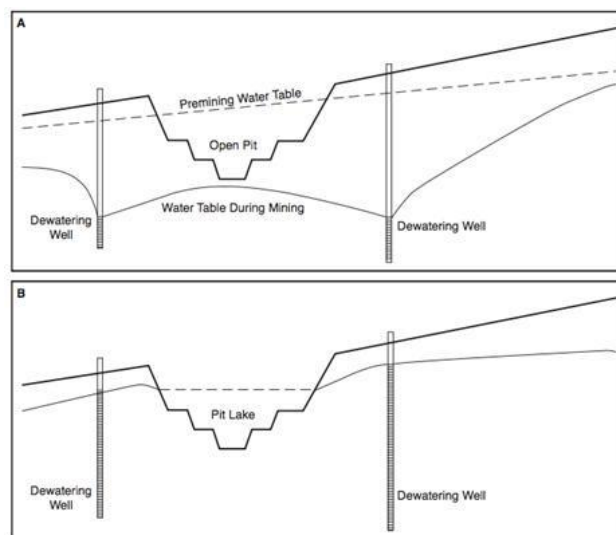 A
Premining Water Table
Open Pit
Water Table During Mining
Dewatering
Well
Dewatering Well
B
Pit Lake
Dewatering
Well
Dewatering Well